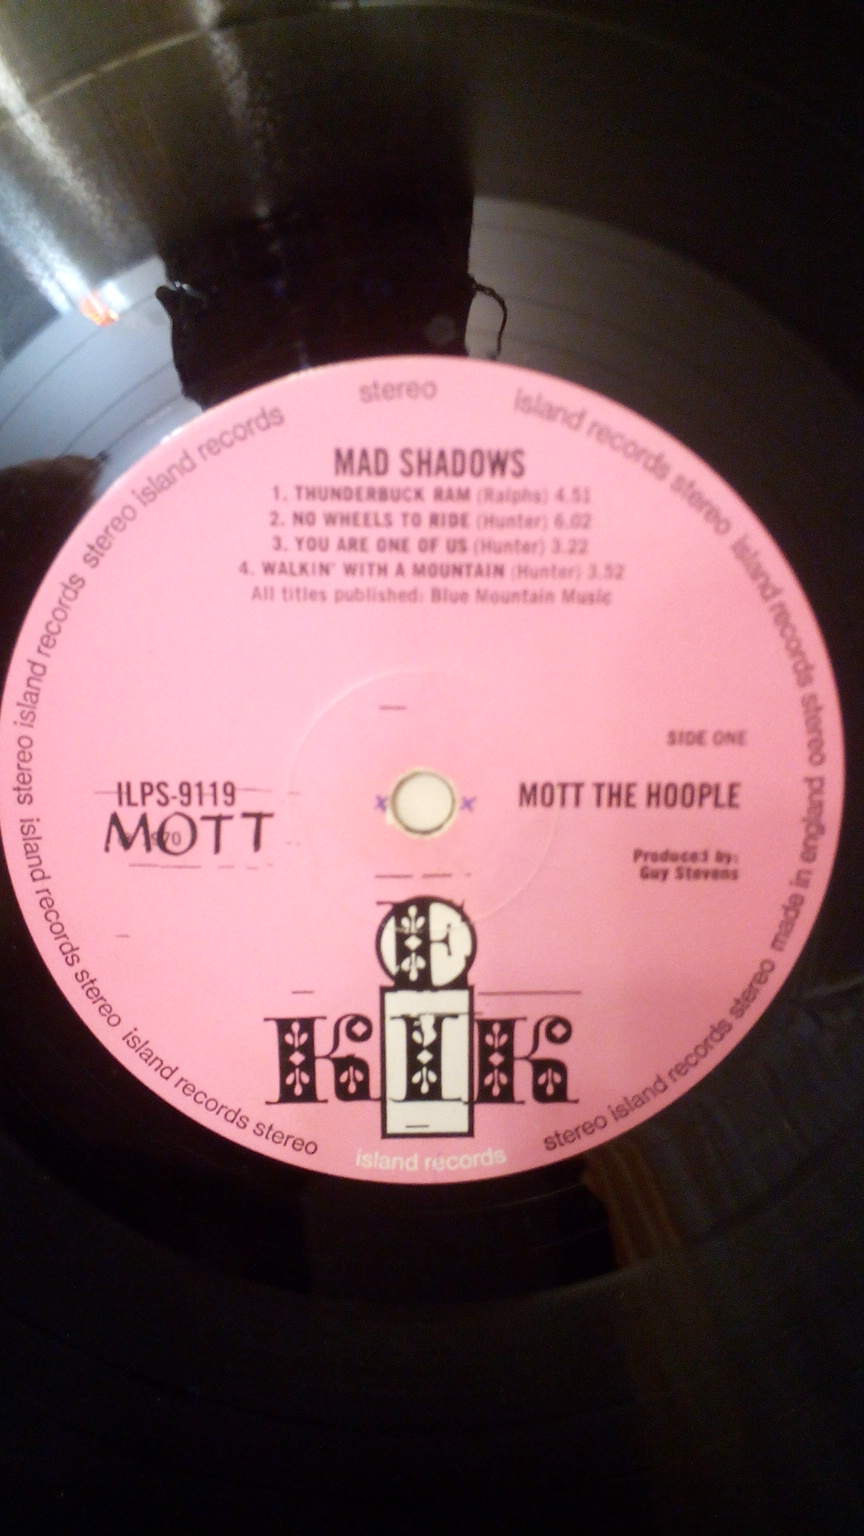 stereo
island records stereo island records stereo island records stereo made in england
stereo island records stereo
island records
island records stereo island records stereo
stereo island records stereo island records
MAD SHADOWS
1. THUNDERBUCK RAM (Ralphs) 4.51
2. NO WHEELS TO RIDE (Hunter) 6.02
3. YOU ARE ONE OF US (Hunter) 3.22
4. WALKIN' WITH A MOUNTAIN (Hunter) 3.52
All titles published: Blue Mountain Music
SIDE ONE
ILPS-9119
MOTT THE HOOPLE
MOTT
Produced by:
Guy Stevens